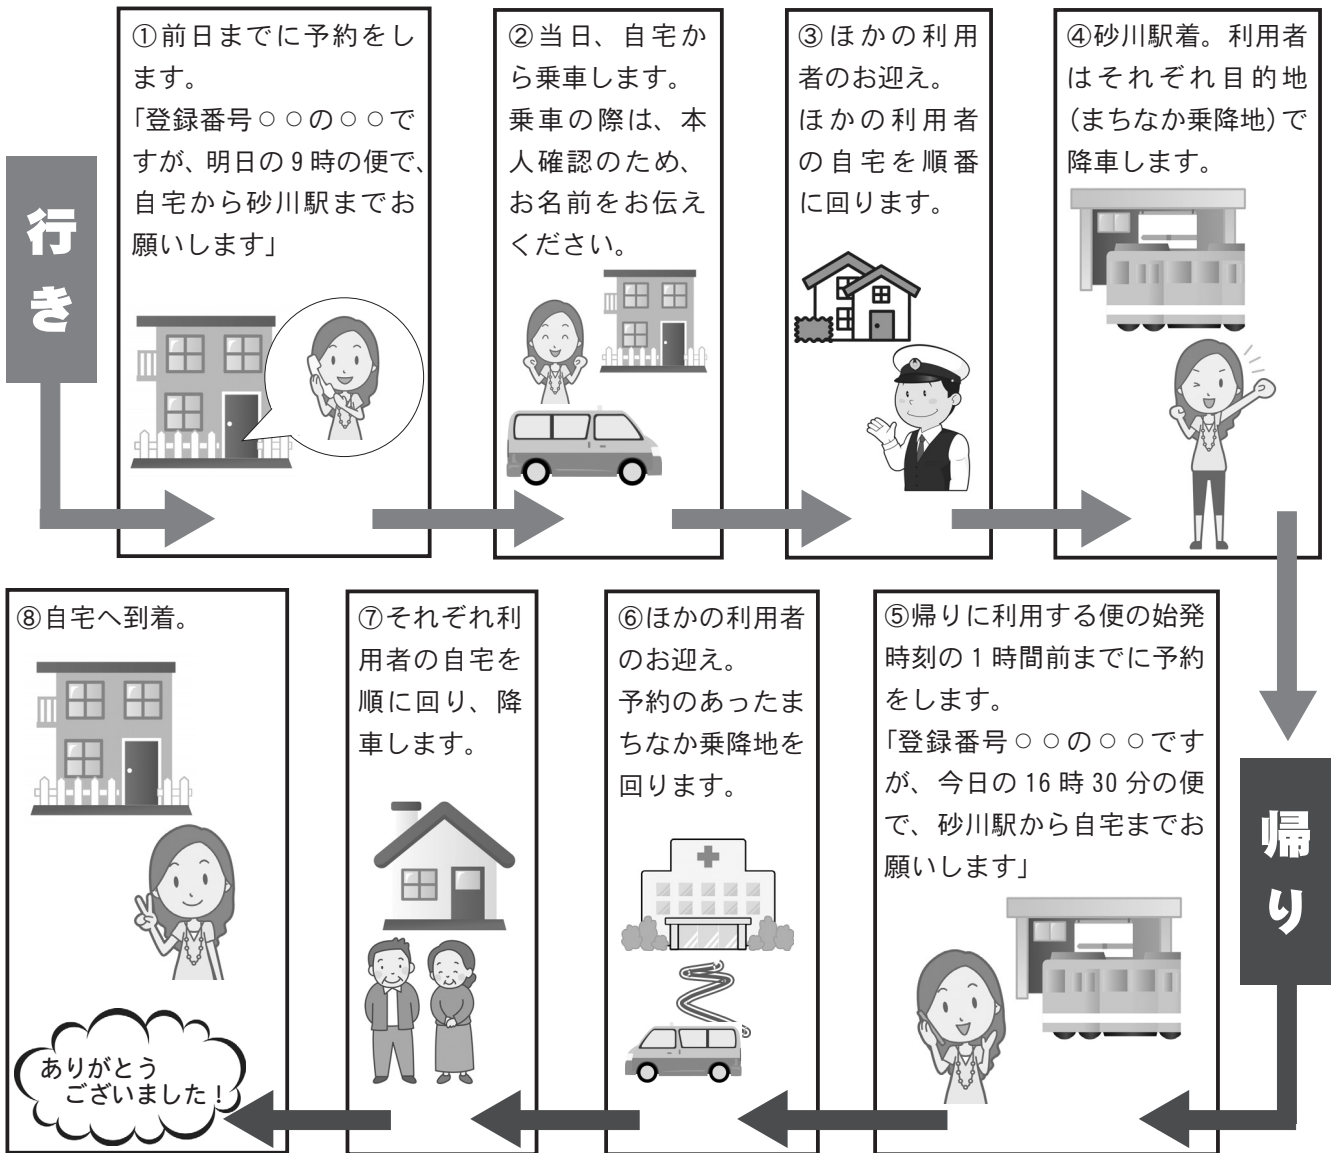 行き
①前日までに予約をし
ます。
「登録番号○○の○○で
すが、明日の9時の便で、
自宅から砂川駅までお
願いします」
②当日、自宅か
ら乗車します。
乗車の際は、本
人確認のため、
お名前をお伝え
ください。
③ほかの利用
者のお迎え。
ほかの利用者
の自宅を順番
に回ります。
④砂川駅着。利用者
はそれぞれ目的地
（まちなか乗降地）で
降車します。
帰り
⑤帰りに利用する便の始発
時刻の1時間前までに予約
をします。
「登録番号○○の○○です
が、今日の16時30分の便
で、砂川駅から自宅までお
願いします」
⑥ほかの利用者
のお迎え。
予約のあったま
ちなか乗降地を
回ります。
⑦それぞれ利
用者の自宅を
順に回り、降
車します。
⑧自宅へ到着。
ありがとう
ございました！